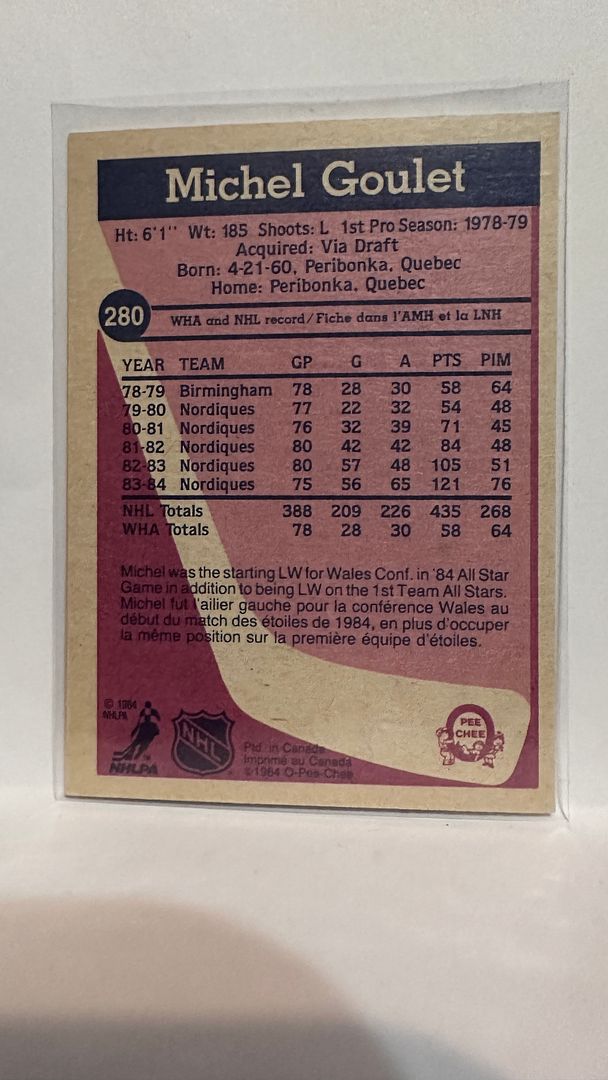 Michel Goulet
Ht: 6'1'' Wt: 185 Shoots: L 1st Pro Season: 1978-79
Acquired: Via Draft
Born: 4-21-60, Peribonka, Quebec
Home: Peribonka, Quebec
280 WHA and NHL record/Fiche dans l'AMH et la LNH
YEAR TEAM GP G A PTS PIM
78-79 Birmingham 78 28 30 58 64
79-80 Nordiques 77 22 32 54 48
80-81 Nordiques 76 32 39 71 45
81-82 Nordiques 80 42 42 84 48
82-83 Nordiques 80 57 48 105 51
83-84 Nordiques 75 56 65 121 76
NHL Totals 388 209 226 435 268
WHA Totals 78 28 30 58 64
Michel was the starting LW for Wales Conf. in '84 All Star
Game in addition to being LW on the 1st Team All Stars.
Michel fut l'ailier gauche pour la conférence Wales au
début du match des étoiles de 1984, en plus d'occuper
la même position sur la première équipe d'étoiles.
© 1984
NHLPA
NHLPA
TM
NHL
Ptd. in Canada
Imprimé au Canada
©1984 O-Pee-Chee
PEE
CHEE